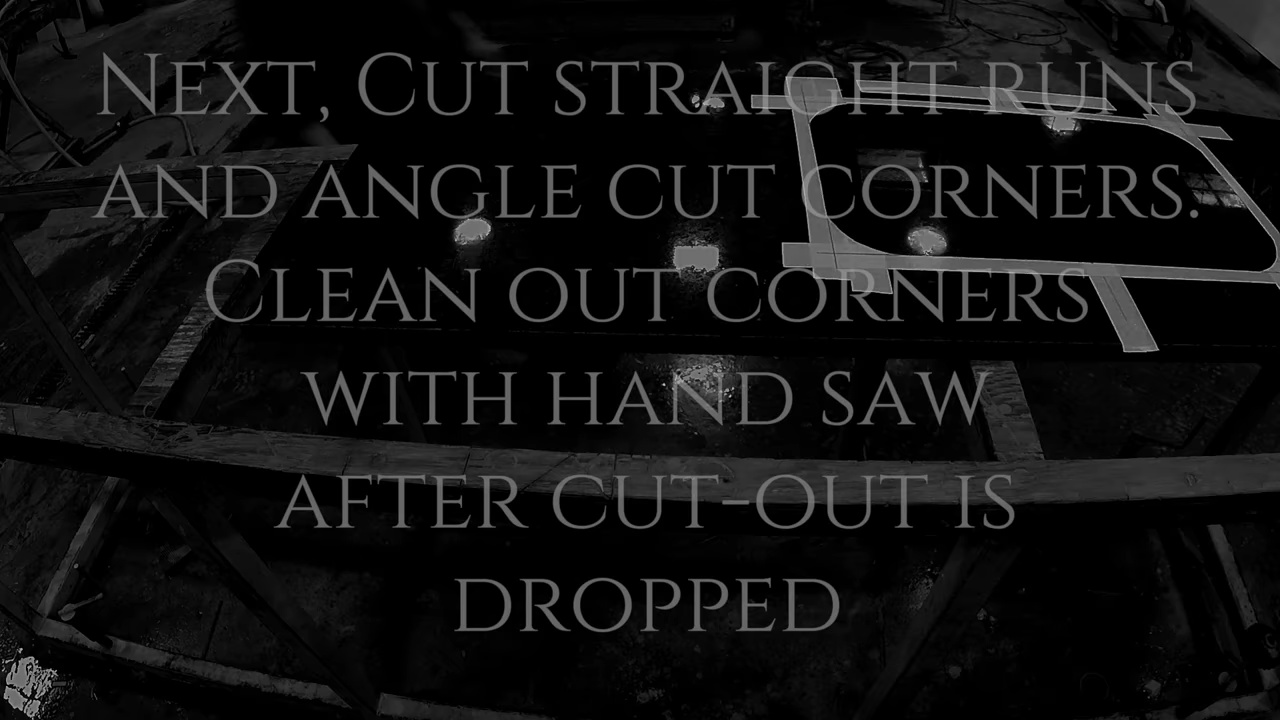 Next, Cut straight runs
and angle cut corners.
Clean out corners
with hand saw
after cut-out is
dropped